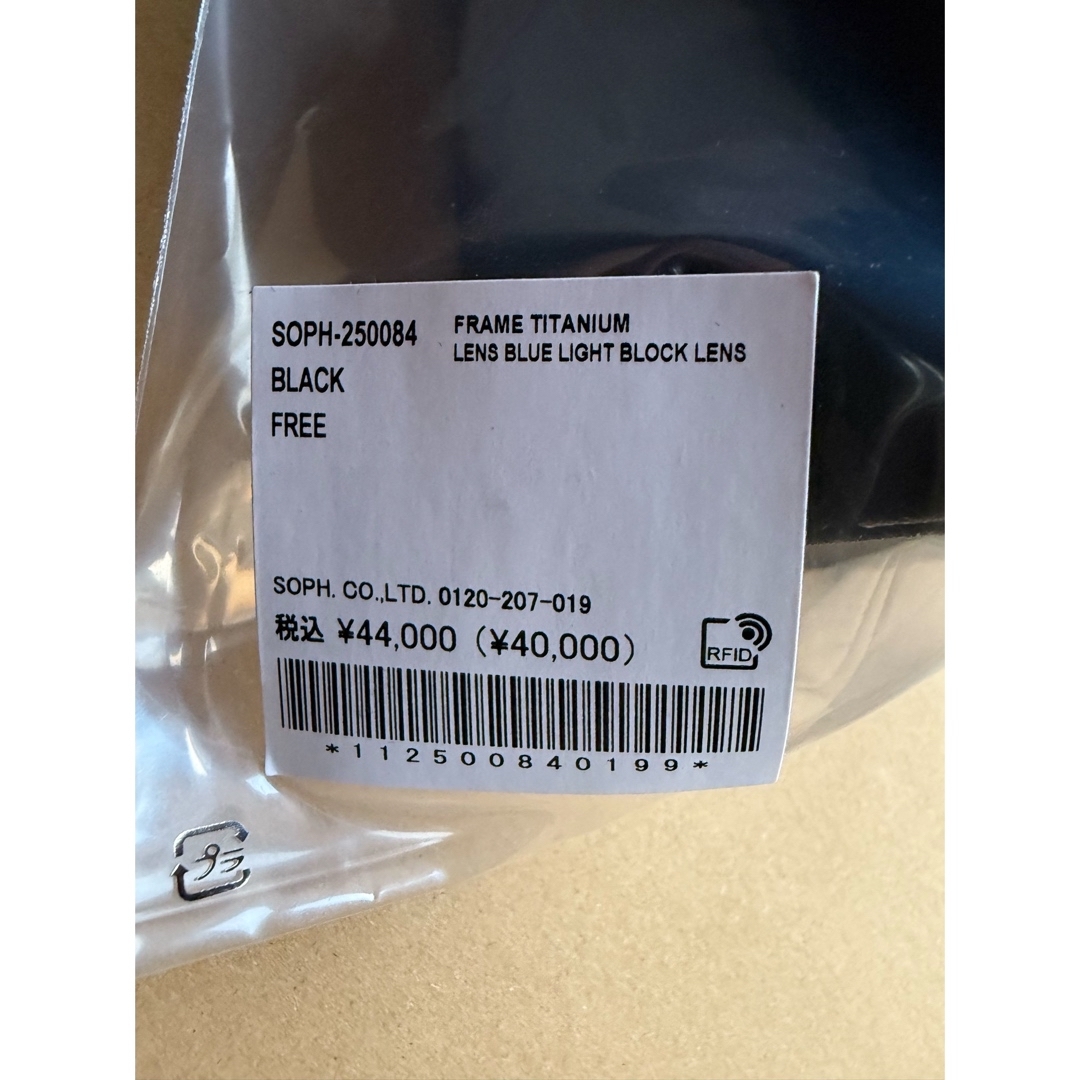 SOPH-250084
FRAME TITANIUM
LENS BLUE LIGHT BLOCK LENS
BLACK
FREE
SOPH. CO.,LTD. 0120-207-019
税込 ¥44,000 (¥40,000)
RFID
*112500840199*
プラ